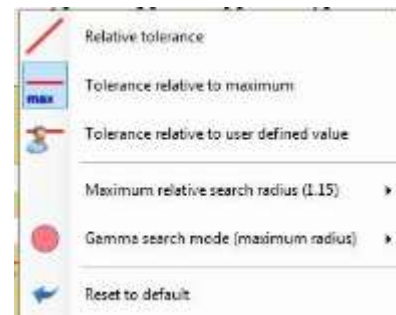 Relative tolerance
max
Tolerance relative to maximum
Tolerance relative to user defined value
Maximum relative search radius (1.15)
Gamma search mode (maximum radius)
Reset to default